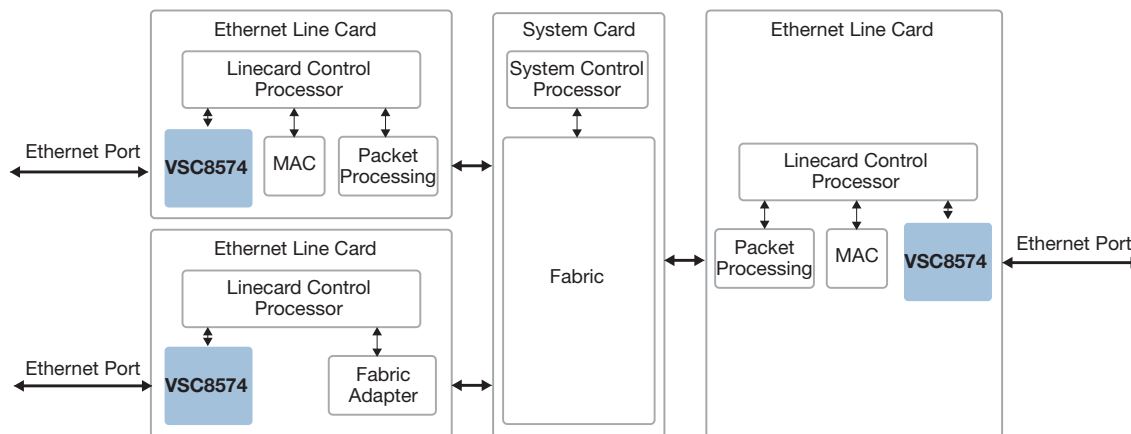 Ethernet Line Card
Linecard Control
Processor
Ethernet Port
VSC8574
MAC
Packet
Processing
Ethernet Line Card
Linecard Control
Processor
Ethernet Port
VSC8574
Fabric
Adapter
System Card
System Control
Processor
Fabric
Ethernet Line Card
Linecard Control
Processor
Packet
Processing
MAC
VSC8574
Ethernet Port